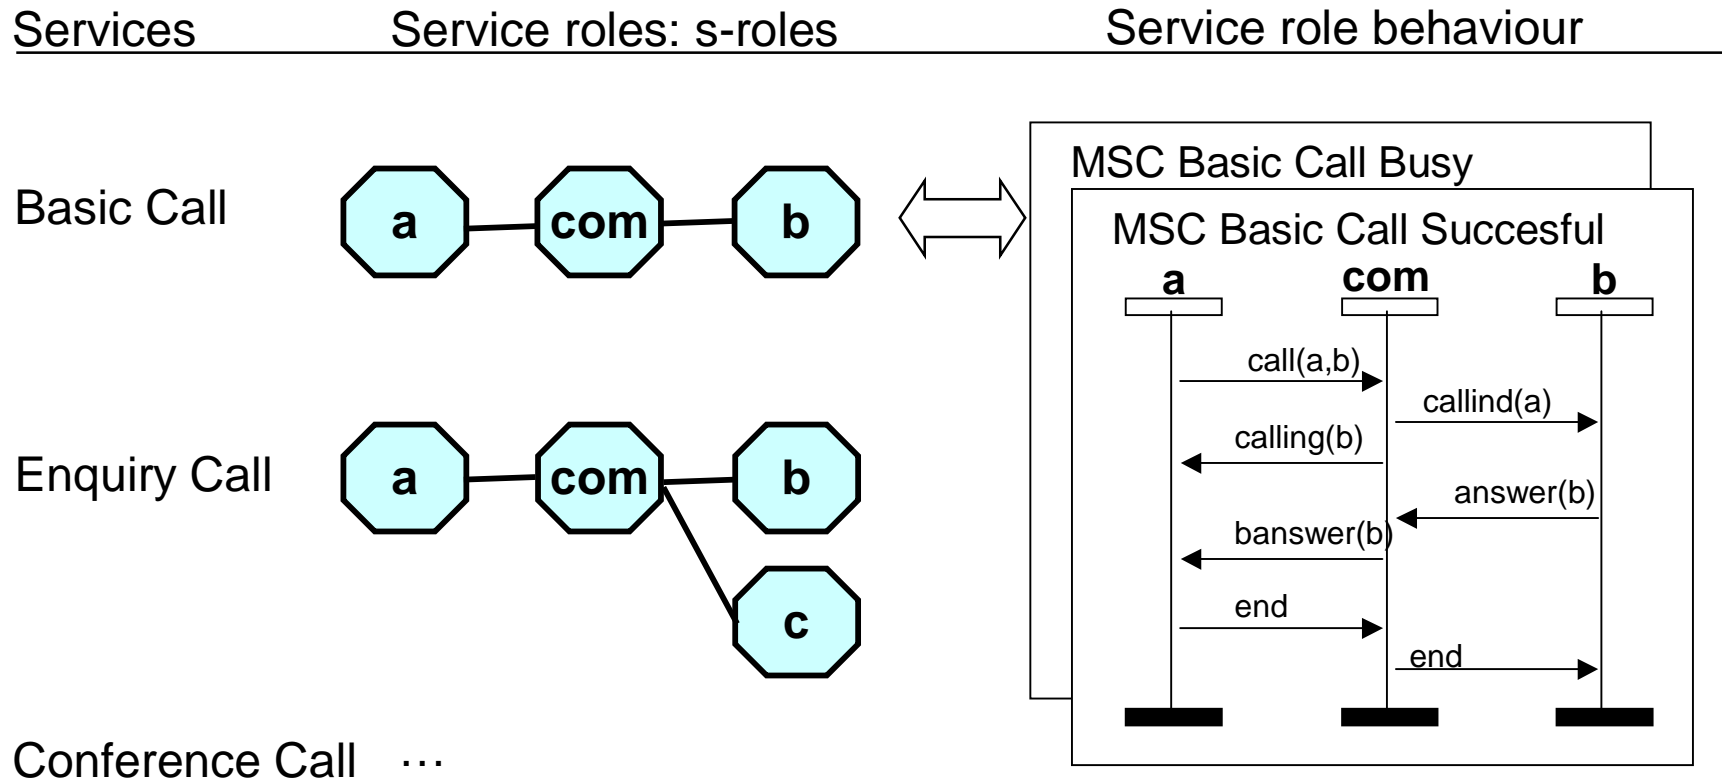 Services Service roles: s-roles Service role behaviour
Basic Call
a com b
MSC Basic Call Busy
MSC Basic Call Succesful
a com b
call(a,b)
callind(a)
calling(b)
answer(b)
banswer(b)
end
end
Enquiry Call
a com b
c
Conference Call ...